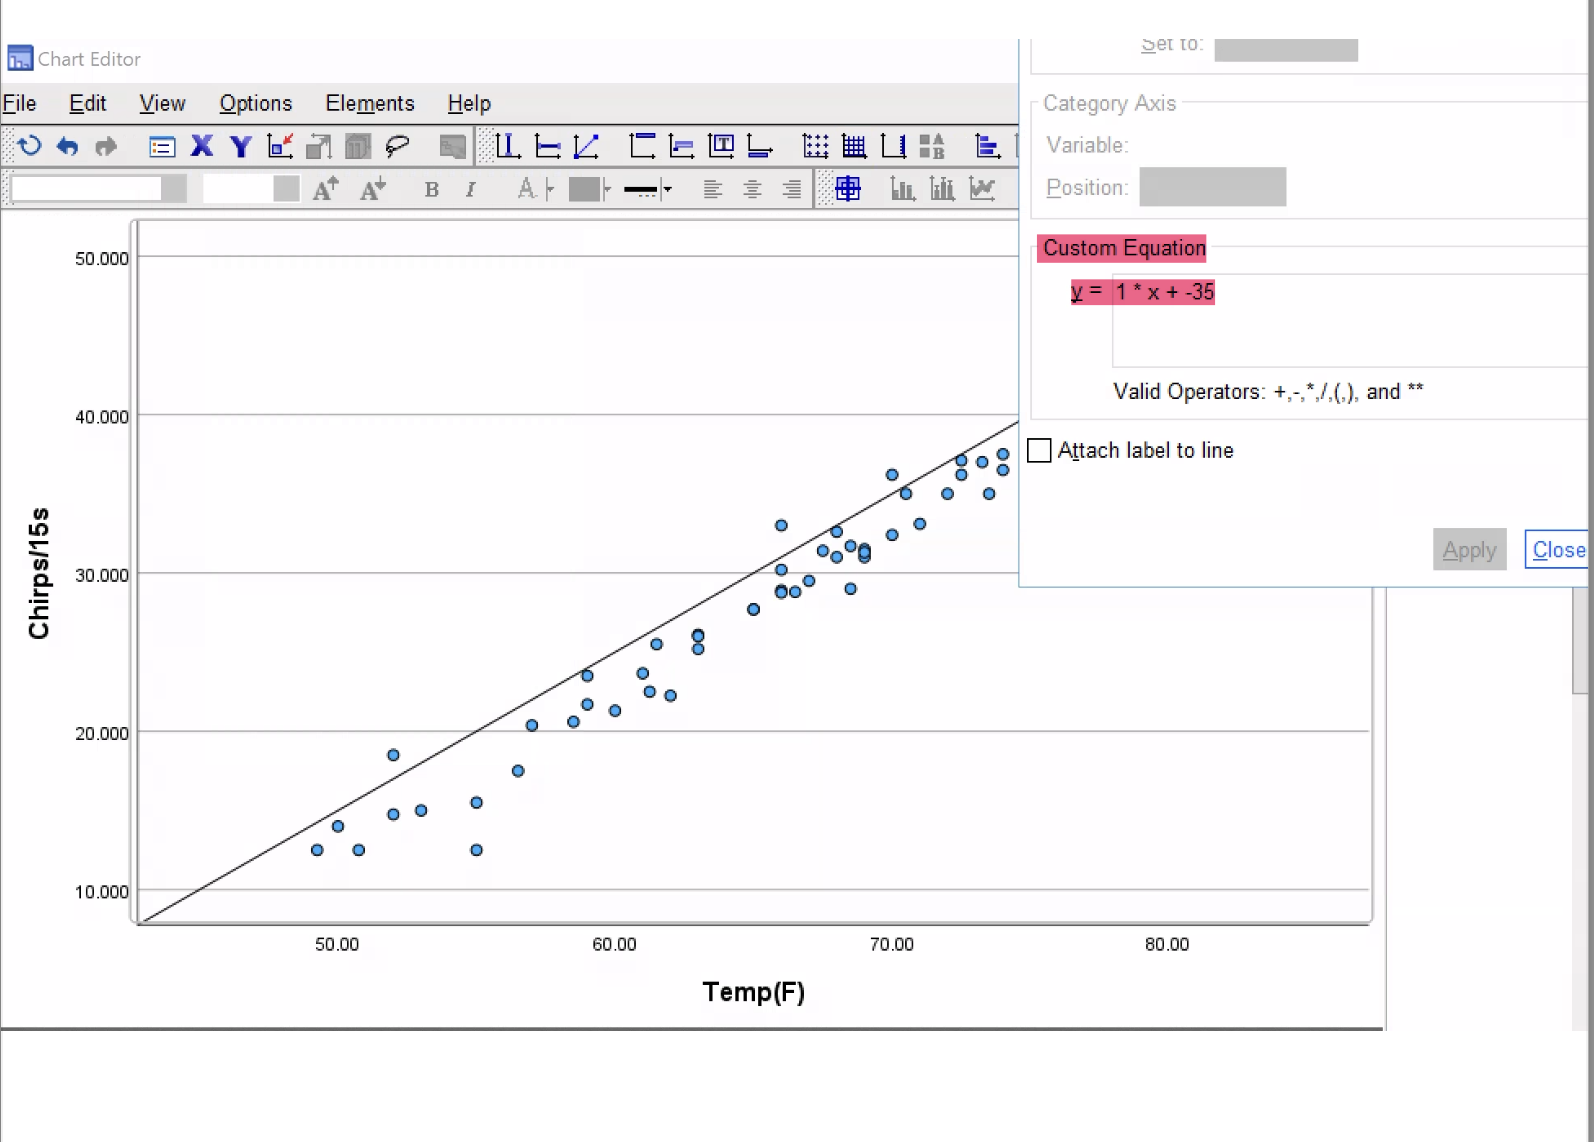 Chart Editor
File Edit View Options Elements Help
Set to:
Category Axis
Variable:
Position:
Custom Equation
y = 1 * x + -35
Valid Operators: +,-,*,/,(,), and **
Attach label to line
Apply Close
50.000
40.000
30.000
20.000
10.000
Chirps/15s
50.00 60.00 70.00 80.00
Temp(F)